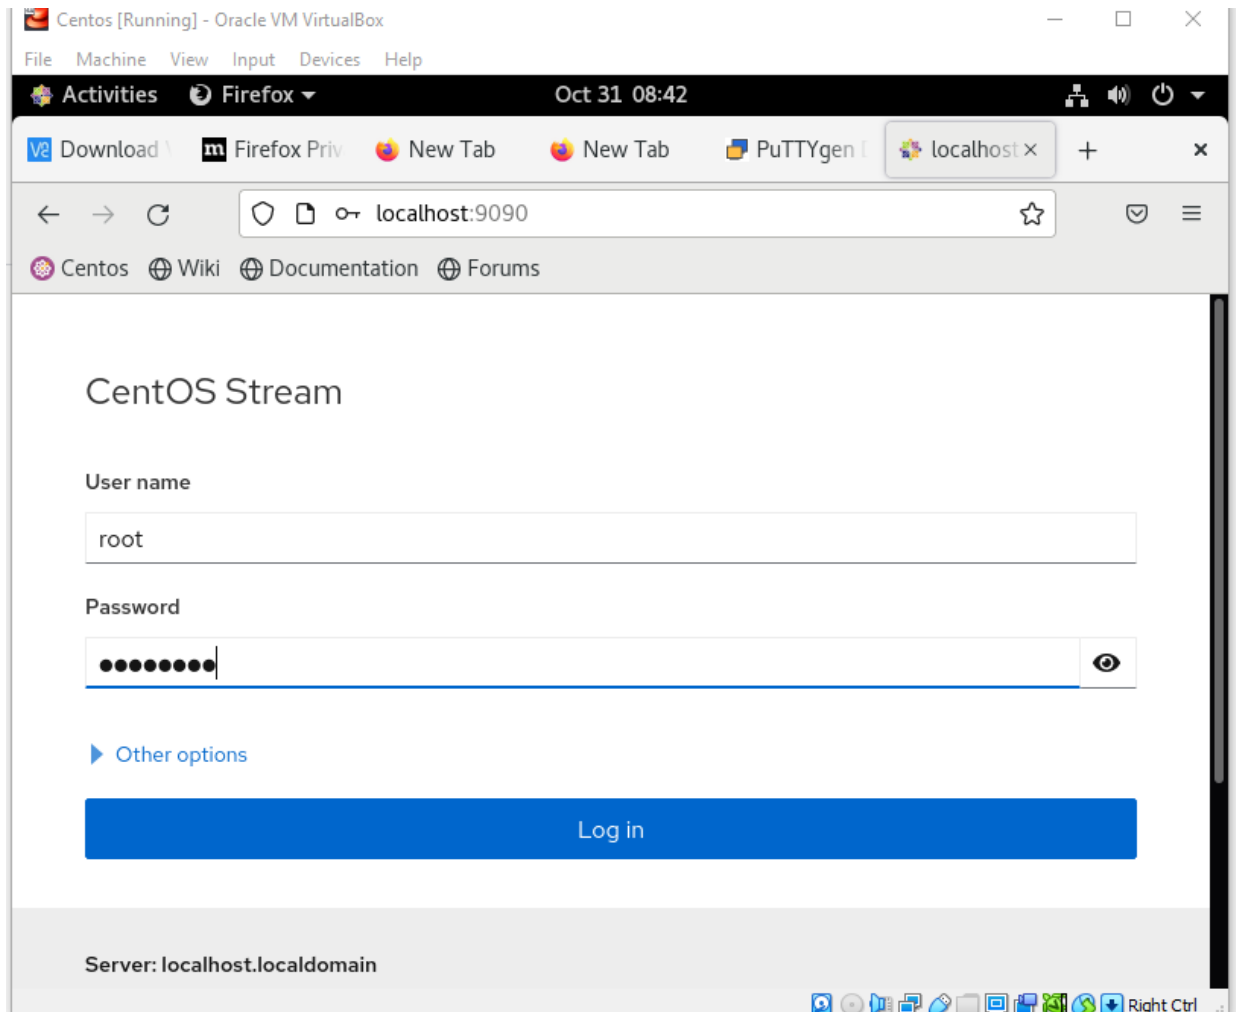 Centos [Running] - Oracle VM VirtualBox
File Machine View Input Devices Help
Activities Firefox Oct 31 08:42
Download Firefox Priv New Tab New Tab PuTTYgen localhost
localhost:9090
Centos Wiki Documentation Forums
CentOS Stream
User name
root
Password
Other options
Log in
Server: localhost.localdomain
Right Ctrl